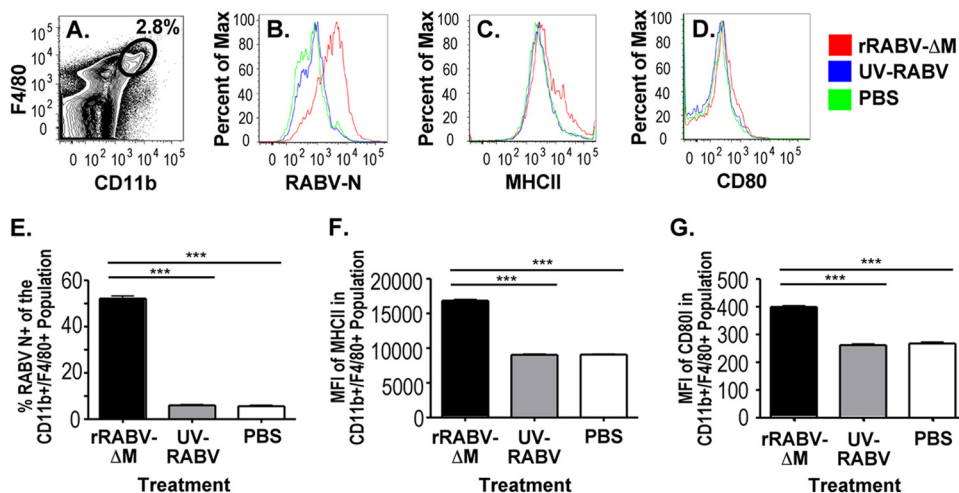 A.
2.8%
F4/80
10^5
10^4
10^3
10^2
0
0 10^2 10^3 10^4 10^5
CD11b
B.
Percent of Max
100
80
60
40
20
0
0 10^2 10^3 10^4 10^5
RABV-N
C.
Percent of Max
100
80
60
40
20
0
0 10^2 10^3 10^4 10^5
MHCII
D.
Percent of Max
100
80
60
40
20
0
0 10^2 10^3 10^4 10^5
CD80
rRABV-ΔM
UV-RABV
PBS
E.
% RABV N+ of the
CD11b+/F4/80+ Population
60
40
20
0
***
***
rRABV-
ΔM
UV-
RABV
PBS
Treatment
F.
MFI of MHCII in
CD11b+/F4/80+ Population
20000
15000
10000
5000
0
***
***
rRABV-
ΔM
UV-
RABV
PBS
Treatment
G.
MFI of CD80I in
CD11b+/F4/80+ Population
500
400
300
200
100
0
***
***
rRABV-
ΔM
UV-
RABV
PBS
Treatment